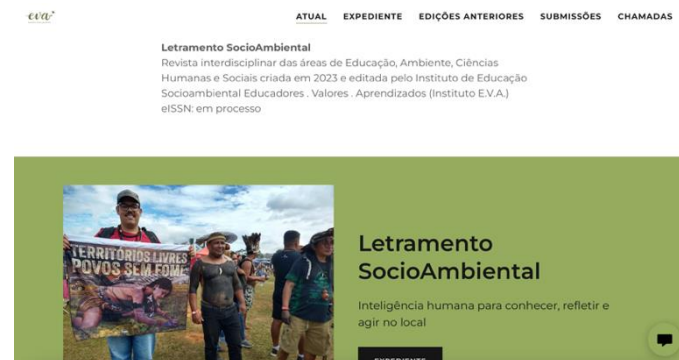 eva
ATUAL EXPEDIENTE EDIÇÕES ANTERIORES SUBMISSÕES CHAMADAS
Letramento SocioAmbiental
Revista interdisciplinar das áreas de Educação, Ambiente, Ciências
Humanas e Sociais criada em 2023 e editada pelo Instituto de Educação
Socioambiental Educadores . Valores . Aprendizados (Instituto E.V.A.)
eISSN: em processo
TERRITÓRIOS LIVRES
POVOS SEM FOME
Letramento
SocioAmbiental
Inteligência humana para conhecer, refletir e
agir no local
EXPEDIENTE